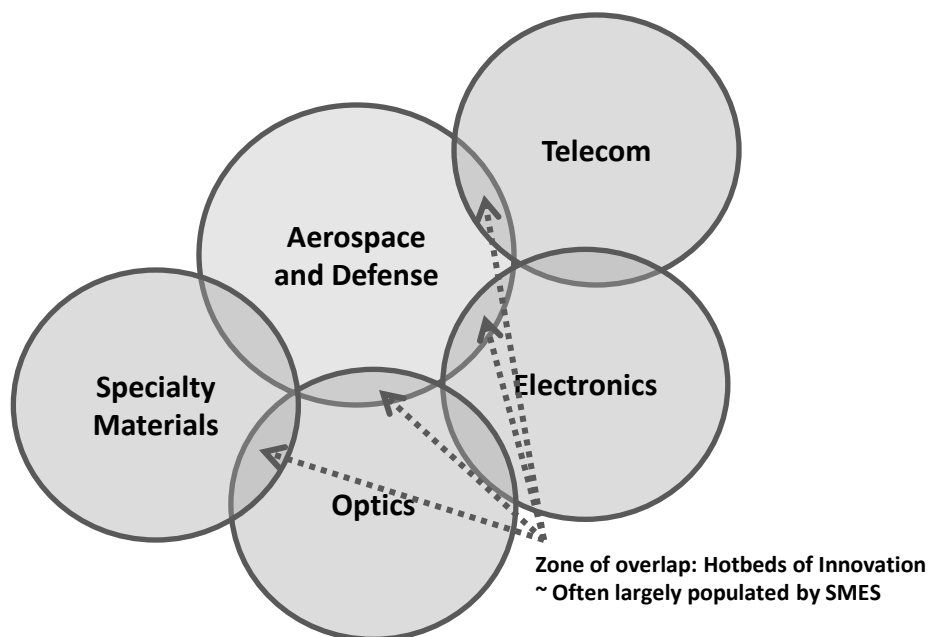 Telecom
Aerospace
and Defense
Specialty
Materials
Electronics
Optics
Zone of overlap: Hotbeds of Innovation
~ Often largely populated by SMES